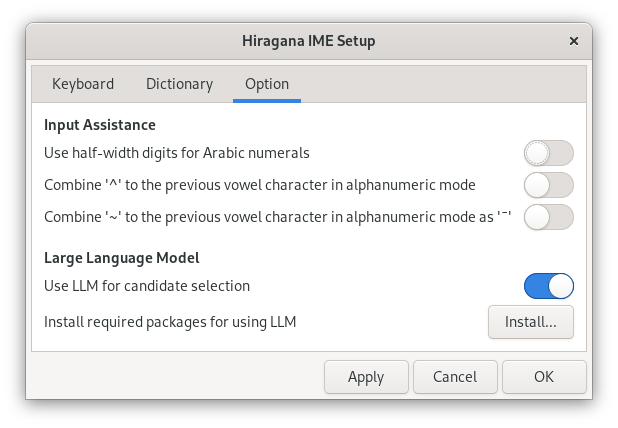 Hiragana IME Setup
Keyboard Dictionary Option
Input Assistance
Use half-width digits for Arabic numerals
Combine '^' to the previous vowel character in alphanumeric mode
Combine '~' to the previous vowel character in alphanumeric mode as '¯'
Large Language Model
Use LLM for candidate selection
Install required packages for using LLM Install...
Apply Cancel OK